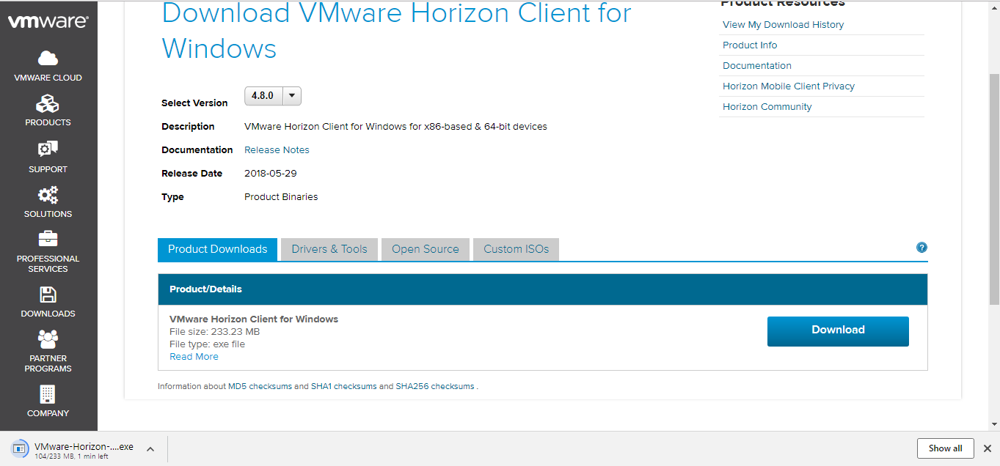 vmware®
VMWARE CLOUD
PRODUCTS
SUPPORT
SOLUTIONS
PROFESSIONAL
SERVICES
DOWNLOADS
PARTNER
PROGRAMS
COMPANY
Download VMware Horizon Client for
Windows
Select Version 4.8.0
Description VMware Horizon Client for Windows for x86-based & 64-bit devices
Documentation Release Notes
Release Date 2018-05-29
Type Product Binaries
Product Resources
View My Download History
Product Info
Documentation
Horizon Mobile Client Privacy
Horizon Community
Product Downloads Drivers & Tools Open Source Custom ISOs ?
Product/Details
VMware Horizon Client for Windows
File size: 233.23 MB
File type: exe file
Read More
Download
Information about MD5 checksums and SHA1 checksums and SHA256 checksums .
VMware-Horizon-....exe
104/233 MB, 1 min left
Show all